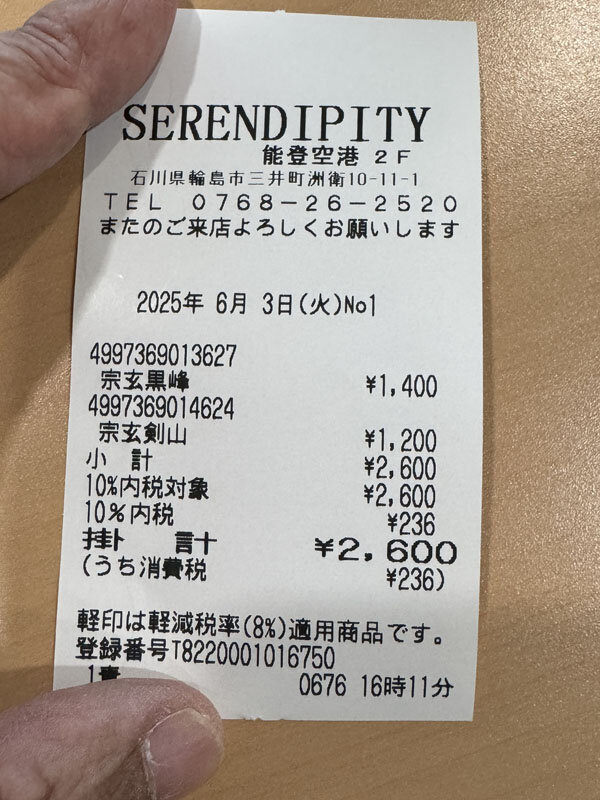 SERENDIPITY
能登空港 2F
石川県輪島市三井町洲衛10-11-1
TEL 0768-26-2520
またのご来店よろしくお願いします
2025年 6月 3日(火)No1
4997369013627
宗玄黒峰 ¥1,400
4997369014624
宗玄剣山 ¥1,200
小 計 ¥2,600
10%内税対象 ¥2,600
10%内税 ¥236
掛 計 ¥2,600
(うち消費税 ¥236)
軽印は軽減税率(8%)適用商品です。
登録番号T8220001016750
0676 16時11分